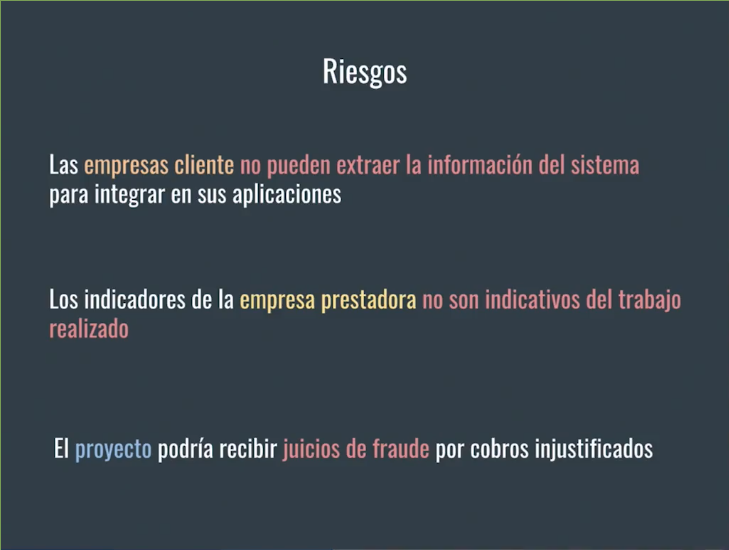 Riesgos
Las empresas cliente no pueden extraer la información del sistema
para integrar en sus aplicaciones
Los indicadores de la empresa prestadora no son indicativos del trabajo
realizado
El proyecto podría recibir juicios de fraude por cobros injustificados